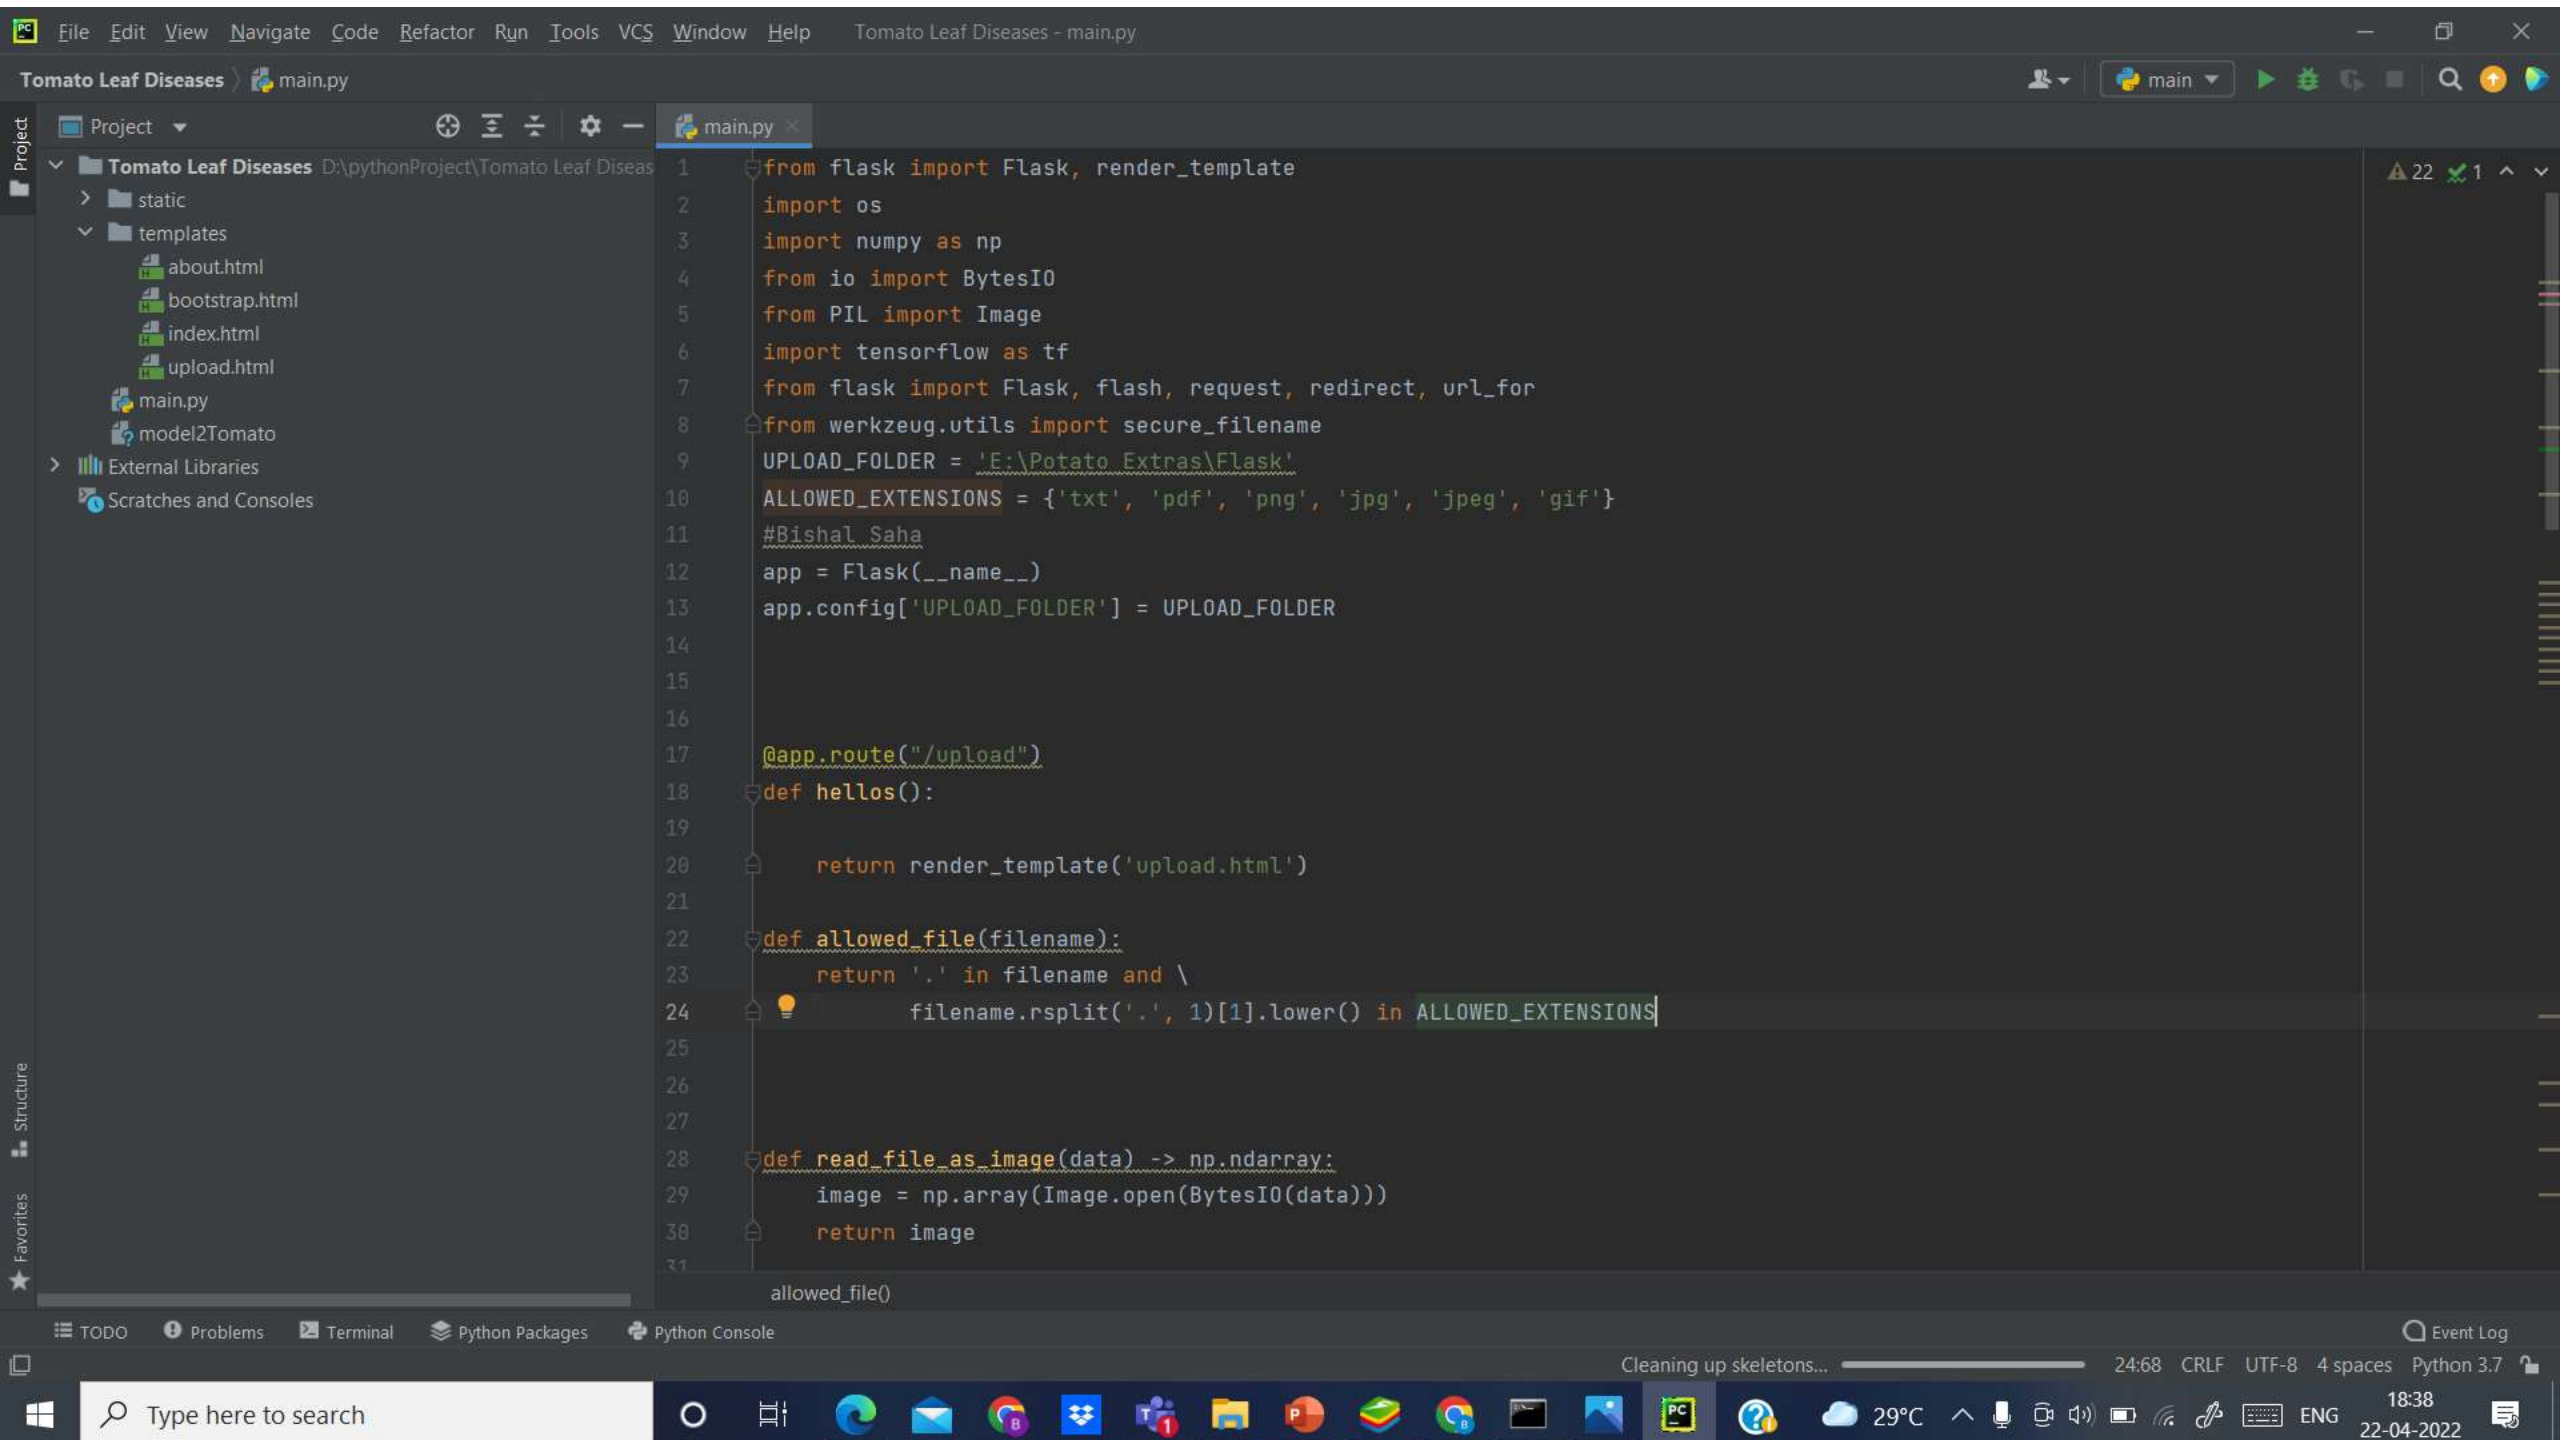 File Edit View Navigate Code Refactor Run Tools VCS Window Help Tomato Leaf Diseases - main.py
Tomato Leaf Diseases main.py
main
Project
Project
main.py
Tomato Leaf Diseases D:\pythonProject\Tomato Leaf Diseas
static
templates
about.html
bootstrap.html
index.html
upload.html
main.py
model2Tomato
External Libraries
Scratches and Consoles
22 1
1 from flask import Flask, render_template
2 import os
3 import numpy as np
4 from io import BytesIO
5 from PIL import Image
6 import tensorflow as tf
7 from flask import Flask, flash, request, redirect, url_for
8 from werkzeug.utils import secure_filename
9 UPLOAD_FOLDER = 'E:\Potato Extras\Flask'
10 ALLOWED_EXTENSIONS = {'txt', 'pdf', 'png', 'jpg', 'jpeg', 'gif'}
11 #Bishal Saha
12 app = Flask(__name__)
13 app.config['UPLOAD_FOLDER'] = UPLOAD_FOLDER
14
15
16
17 @app.route("/upload")
18 def hellos():
19
20 return render_template('upload.html')
21
22 def allowed_file(filename):
23 return '.' in filename and \
24 filename.rsplit('.', 1)[1].lower() in ALLOWED_EXTENSIONS
25
26
27
28 def read_file_as_image(data) -> np.ndarray:
29 image = np.array(Image.open(BytesIO(data)))
30 return image
31
Structure
Favorites
allowed_file()
TODO Problems Terminal Python Packages Python Console Event Log
Cleaning up skeletons... 24:68 CRLF UTF-8 4 spaces Python 3.7
Type here to search
29°C ENG
18:38
22-04-2022